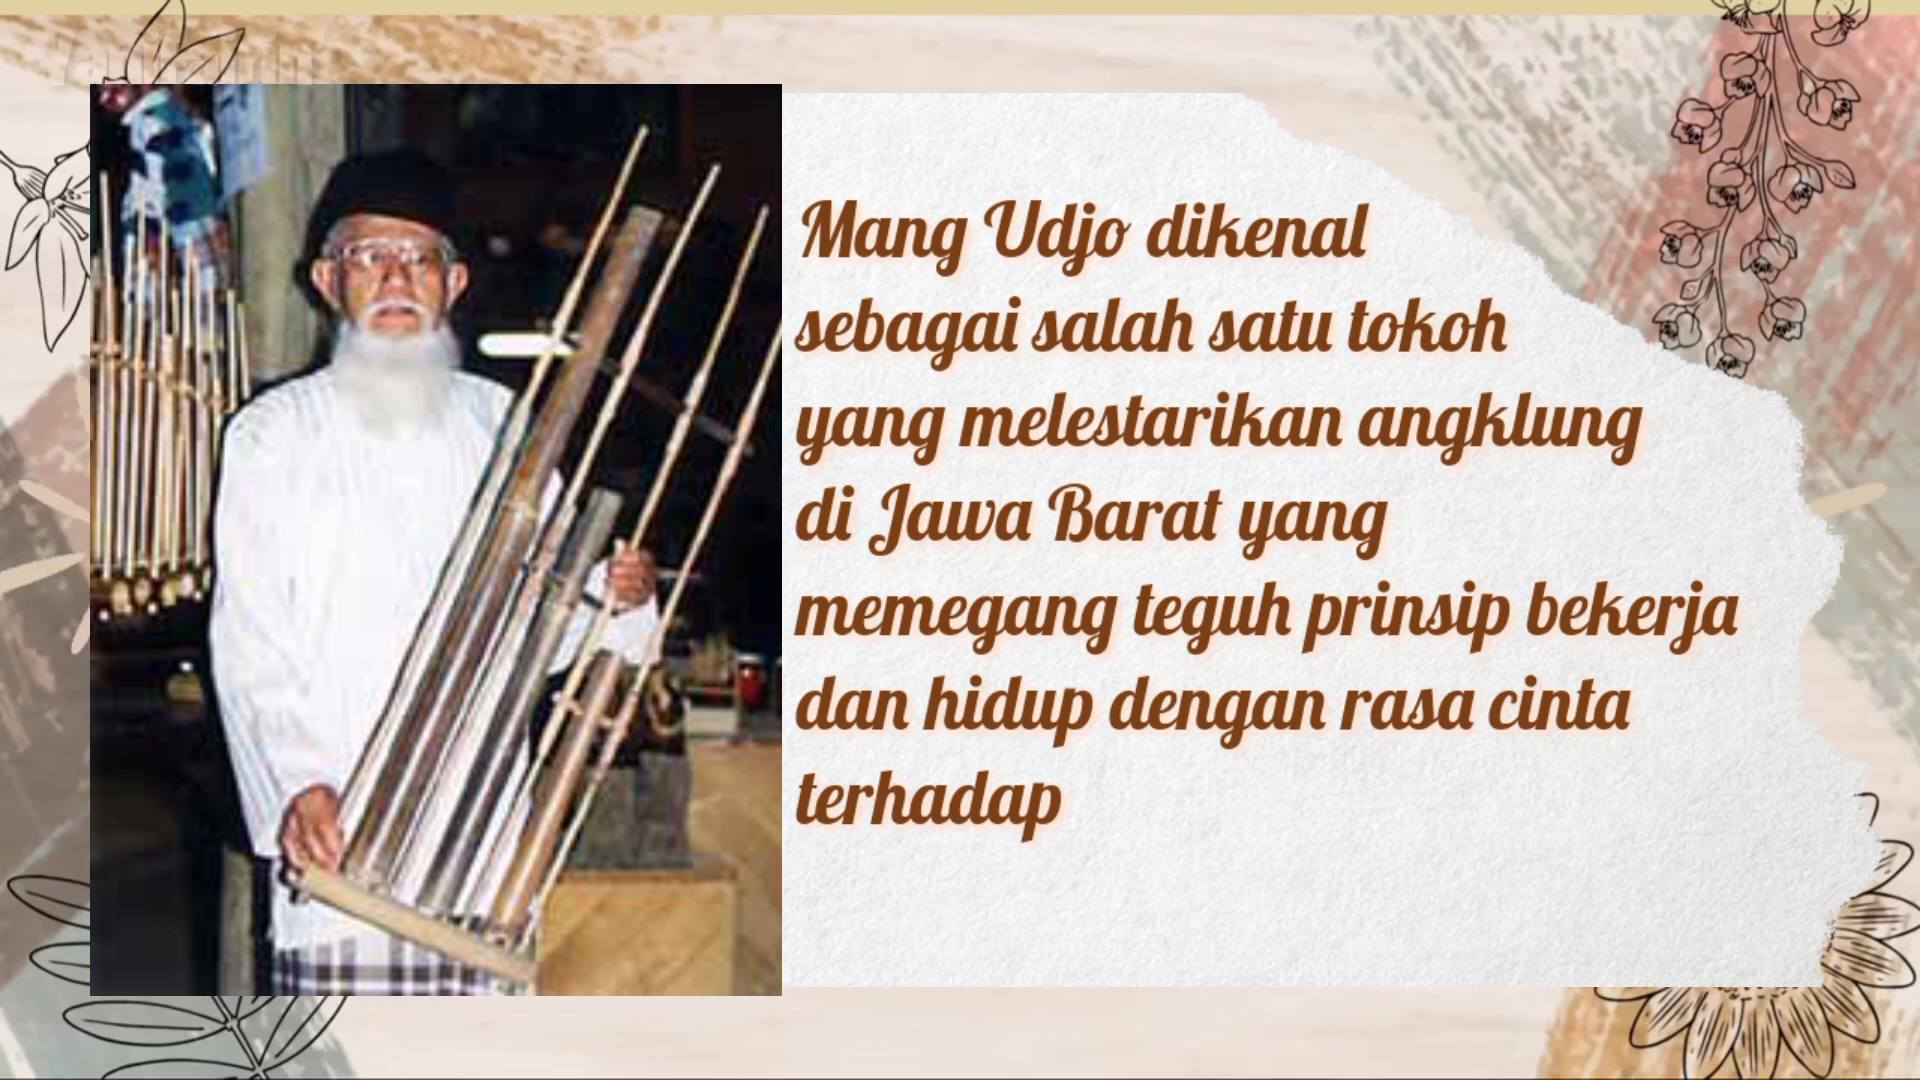 Mang Udjo dikenal
sebagai salah satu tokoh
yang melestarikan angklung
di Jawa Barat yang
memegang teguh prinsip bekerja
dan hidup dengan rasa cinta
terhadap